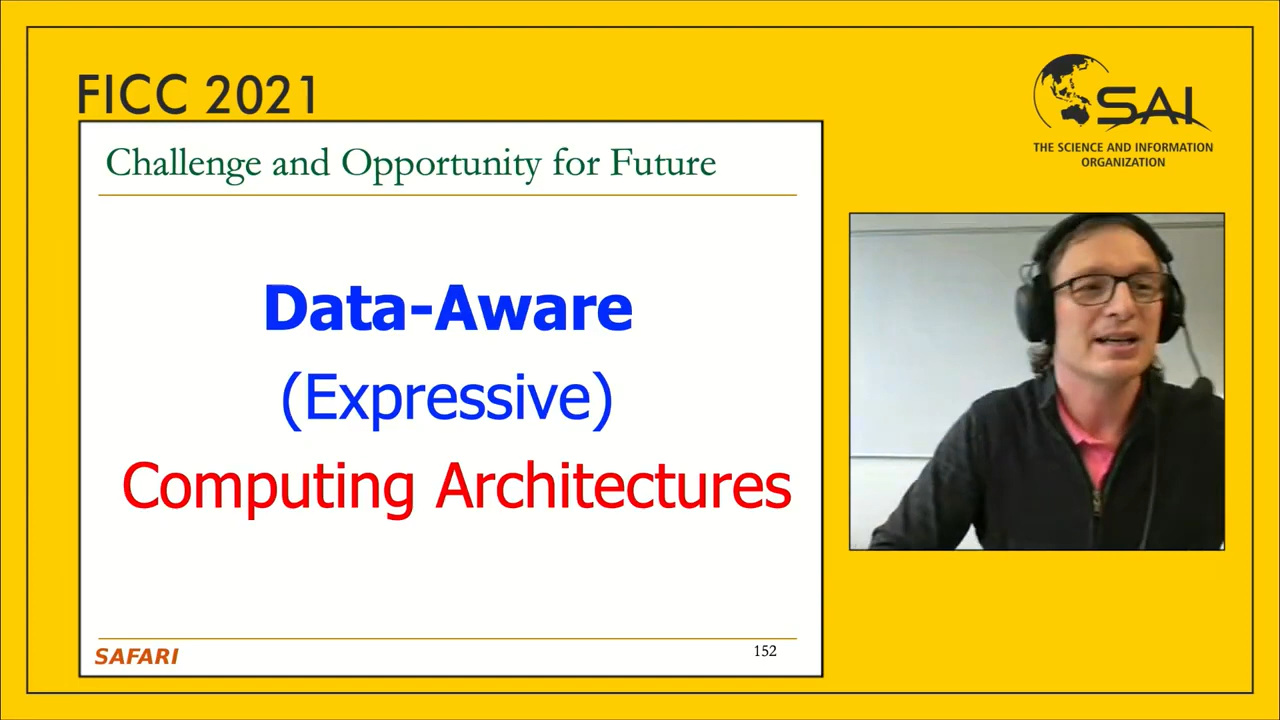 FICC 2021
SAI
THE SCIENCE AND INFORMATION
ORGANIZATION
Challenge and Opportunity for Future
Data-Aware
(Expressive)
Computing Architectures
SAFARI
152